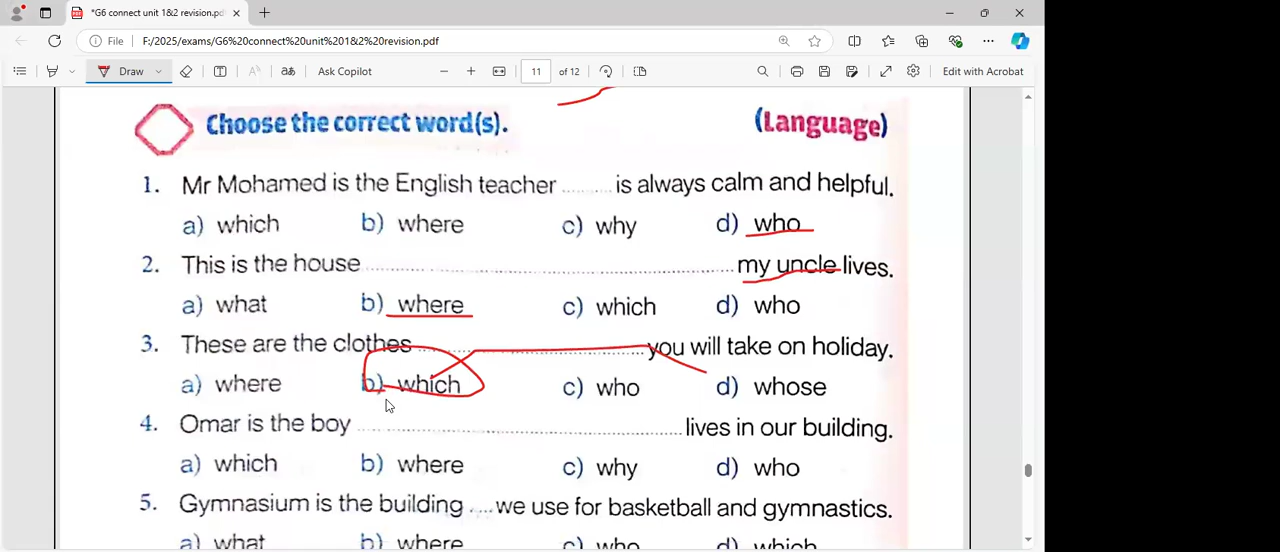 *G6 connect unit 1&2 revision.pd
File F:/2025/exams/G6%20connect%20unit%201&2%20revision.pdf
Draw Ask Copilot 11 of 12 Edit with Acrobat
Choose the correct word(s). (Language)
1. Mr Mohamed is the English teacher ........ is always calm and helpful.
a) which b) where c) why d) who
2. This is the house ........ my uncle lives.
a) what b) where c) which d) who
3. These are the clothes ........ you will take on holiday.
a) where b) which c) who d) whose
4. Omar is the boy ........ lives in our building.
a) which b) where c) why d) who
5. Gymnasium is the building .... we use for basketball and gymnastics.
a) what b) where c) who d) which